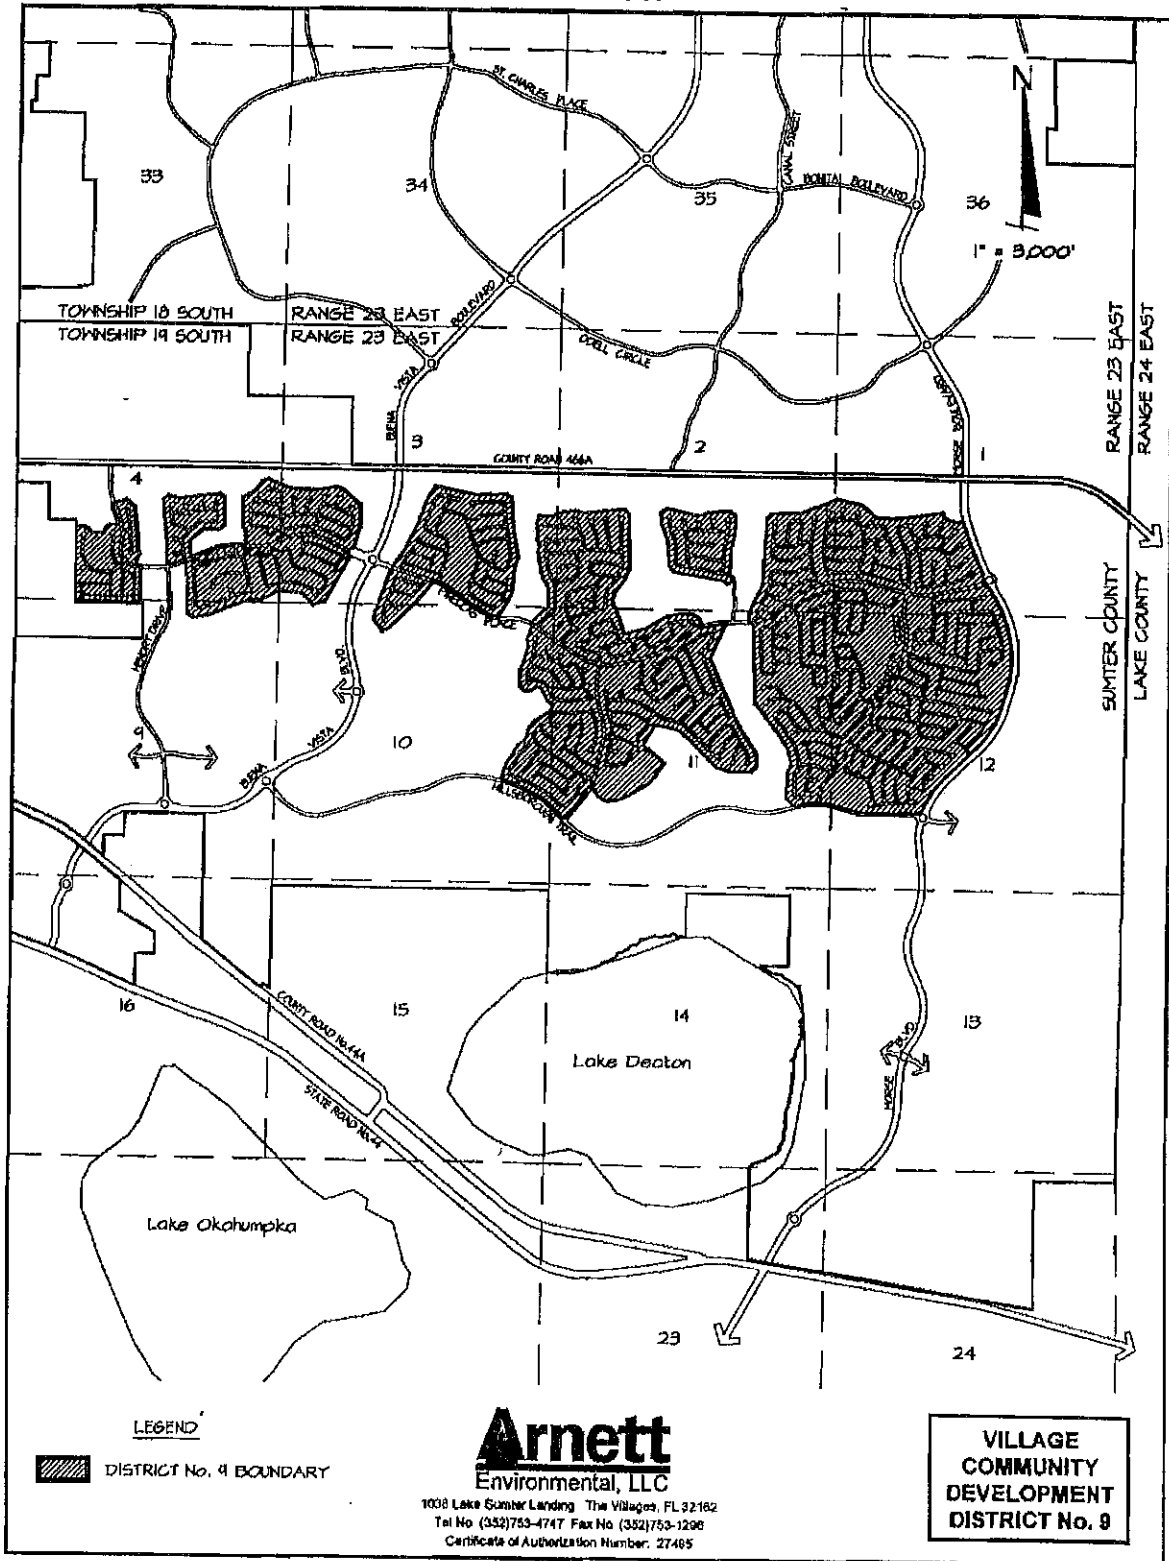 N
1" = 3,000'
ST. CHARLES PLACE
CANAL STREET
BONITA BOULEVARD
33
34
35
36
TOWNSHIP 18 SOUTH RANGE 23 EAST
TOWNSHIP 19 SOUTH RANGE 23 EAST
RANGE 23 EAST
RANGE 24 EAST
BUENA VISTA BOULEVARD
ODELL CIRCLE
MORSE BOULEVARD
4
3
2
1
COUNTY ROAD 466A
SUMTER COUNTY
LAKE COUNTY
PLACE
DRIVE
BUENA VISTA BLVD.
9
10
11
12
HILLSBOROUGH TRAIL
16
15
14
13
COUNTY ROAD No.44A
STATE ROAD No.44
Lake Deaton
MORSE BLVD
Lake Okahumpka
23
24
LEGEND
DISTRICT No. 9 BOUNDARY
Arnett
Environmental, LLC
1038 Lake Sumter Landing The Villages, FL 32162
Tel No (352)753-4747 Fax No (352)753-1296
Certificate of Authorization Number: 27485
VILLAGE
COMMUNITY
DEVELOPMENT
DISTRICT No. 9